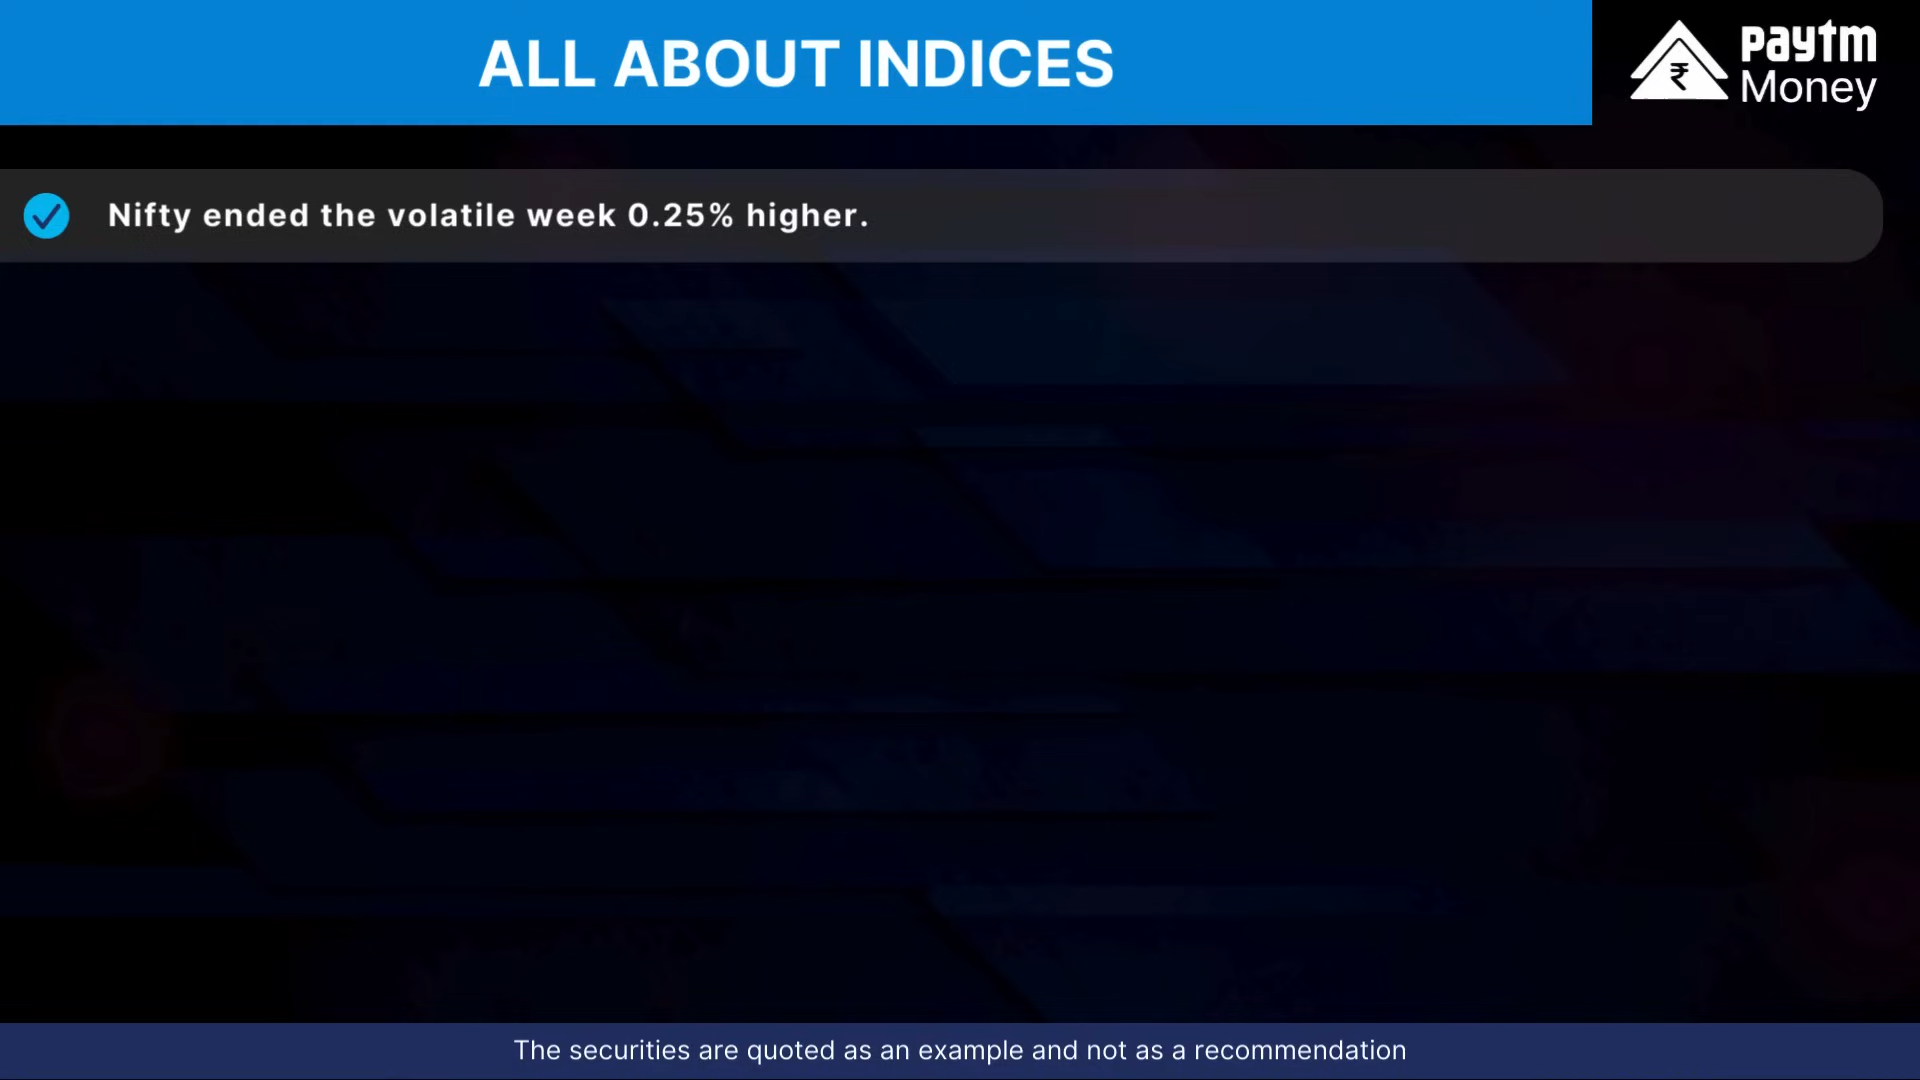 ALL ABOUT INDICES
paytm
Money
₹
Nifty ended the volatile week 0.25% higher.
The securities are quoted as an example and not as a recommendation